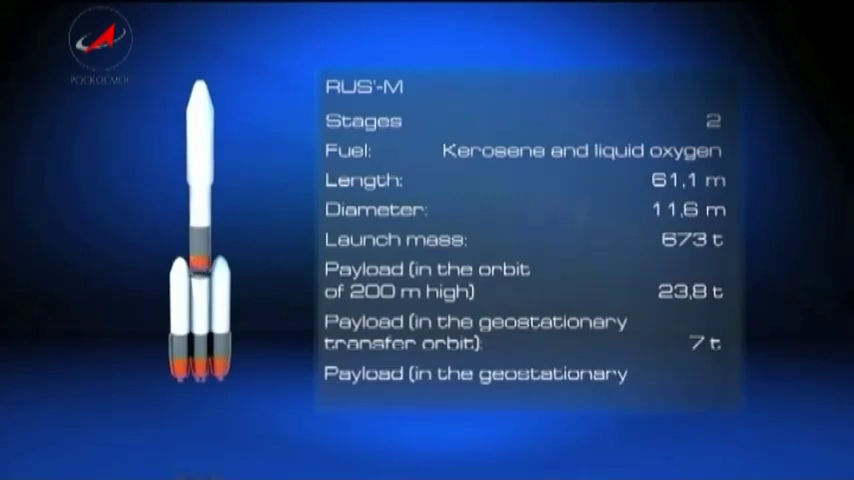 РОСКОСМОС
RUS'-M
Stages 2
Fuel: Kerosene and liquid oxygen
Length: 61,1 m
Diameter: 11,6 m
Launch mass: 673 t
Payload (in the orbit
of 200 m high) 23,8 t
Payload (in the geostationary
transfer orbit): 7 t
Payload (in the geostationary